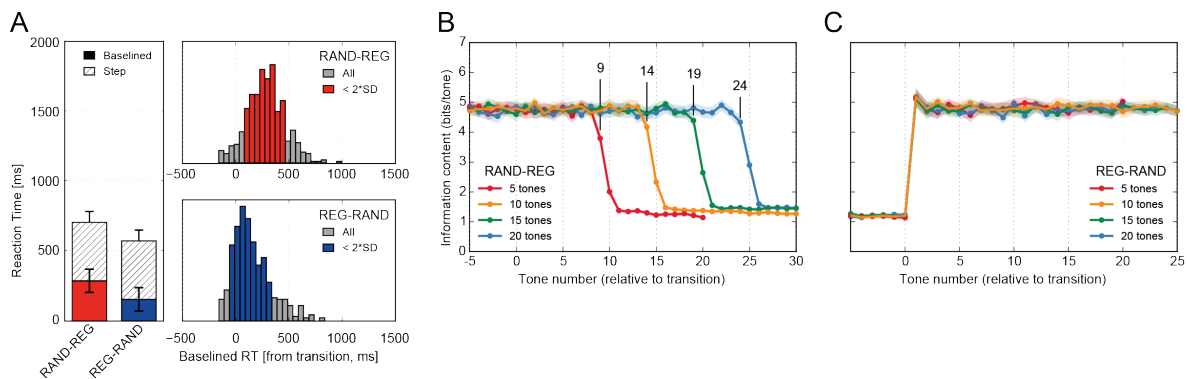 A
2000
1500
1000
500
0
Reaction Time [ms]
Baselined
Step
RAND-REG
REG-RAND
RAND-REG
All
< 2*SD
−500
0
500
1000
1500
REG-RAND
All
< 2*SD
−500
0
500
1000
1500
Baselined RT [from transition, ms]
B
7
6
5
4
3
2
1
0
Information content (bits/tone)
9
14
19
24
RAND-REG
5 tones
10 tones
15 tones
20 tones
-5
0
5
10
15
20
25
30
Tone number (relative to transition)
C
REG-RAND
5 tones
10 tones
15 tones
20 tones
5
0
5
10
15
20
25
Tone number (relative to transition)